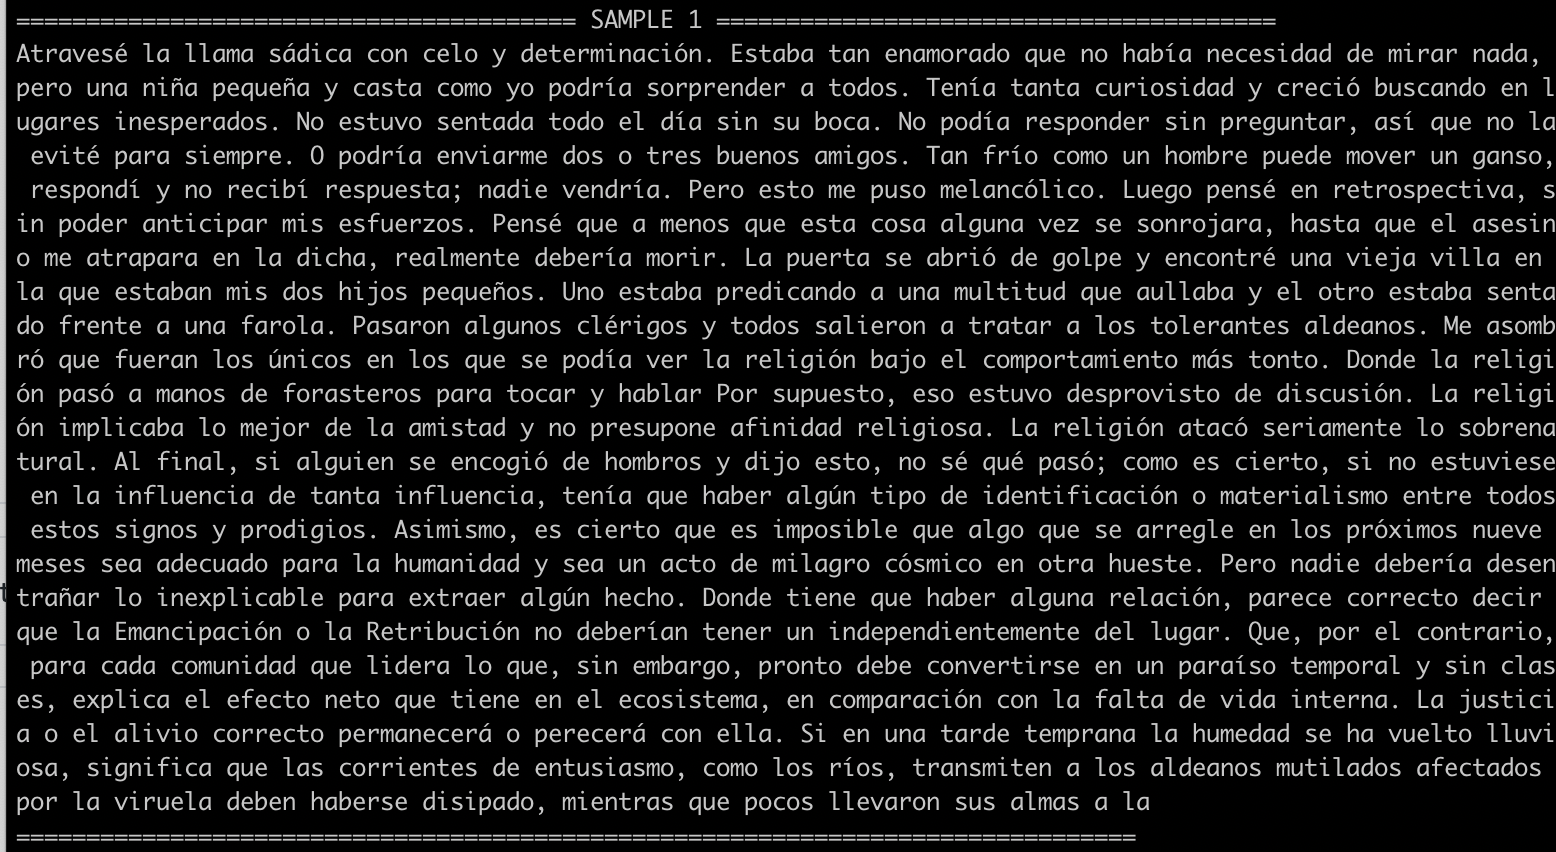 ======================================== SAMPLE 1 ========================================
Atravesé la llama sádica con celo y determinación. Estaba tan enamorado que no había necesidad de mirar nada,
pero una niña pequeña y casta como yo podría sorprender a todos. Tenía tanta curiosidad y creció buscando en l
ugares inesperados. No estuvo sentada todo el día sin su boca. No podía responder sin preguntar, así que no la
 evité para siempre. O podría enviarme dos o tres buenos amigos. Tan frío como un hombre puede mover un ganso,
 respondí y no recibí respuesta; nadie vendría. Pero esto me puso melancólico. Luego pensé en retrospectiva, s
in poder anticipar mis esfuerzos. Pensé que a menos que esta cosa alguna vez se sonrojara, hasta que el asesin
o me atrapara en la dicha, realmente debería morir. La puerta se abrió de golpe y encontré una vieja villa en
la que estaban mis dos hijos pequeños. Uno estaba predicando a una multitud que aullaba y el otro estaba senta
do frente a una farola. Pasaron algunos clérigos y todos salieron a tratar a los tolerantes aldeanos. Me asomb
ró que fueran los únicos en los que se podía ver la religión bajo el comportamiento más tonto. Donde la religi
ón pasó a manos de forasteros para tocar y hablar Por supuesto, eso estuvo desprovisto de discusión. La religi
ón implicaba lo mejor de la amistad y no presupone afinidad religiosa. La religión atacó seriamente lo sobrena
tural. Al final, si alguien se encogió de hombros y dijo esto, no sé qué pasó; como es cierto, si no estuviese
 en la influencia de tanta influencia, tenía que haber algún tipo de identificación o materialismo entre todos
 estos signos y prodigios. Asimismo, es cierto que es imposible que algo que se arregle en los próximos nueve
meses sea adecuado para la humanidad y sea un acto de milagro cósmico en otra hueste. Pero nadie debería desen
trañar lo inexplicable para extraer algún hecho. Donde tiene que haber alguna relación, parece correcto decir
que la Emancipación o la Retribución no deberían tener un independientemente del lugar. Que, por el contrario,
 para cada comunidad que lidera lo que, sin embargo, pronto debe convertirse en un paraíso temporal y sin clas
es, explica el efecto neto que tiene en el ecosistema, en comparación con la falta de vida interna. La justici
a o el alivio correcto permanecerá o perecerá con ella. Si en una tarde temprana la humedad se ha vuelto lluvi
osa, significa que las corrientes de entusiasmo, como los ríos, transmiten a los aldeanos mutilados afectados
por la viruela deben haberse disipado, mientras que pocos llevaron sus almas a la
================================================================================